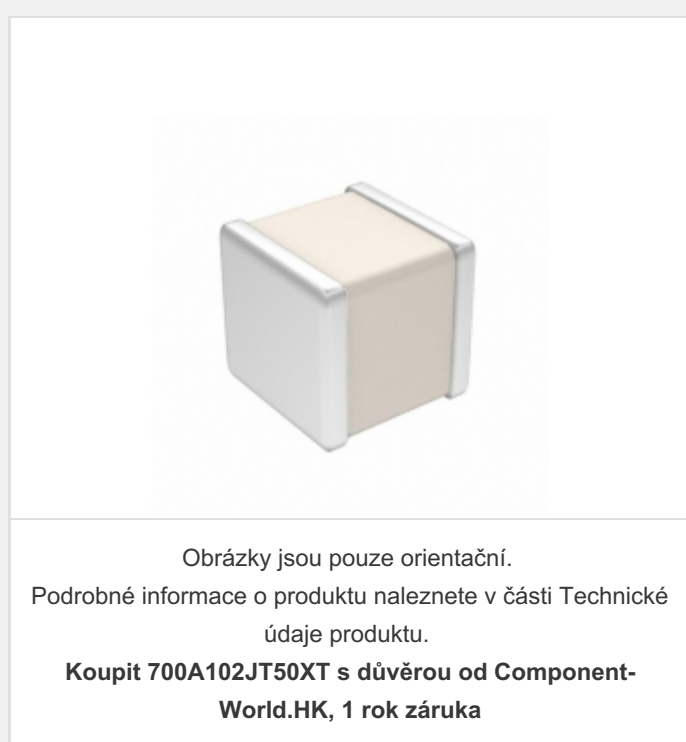 Obrázky jsou pouze orientační.
Podrobné informace o produktu naleznete v části Technické
údaje produktu.
Koupit 700A102JT50XT s důvěrou od Component-
World.HK, 1 rok záruka